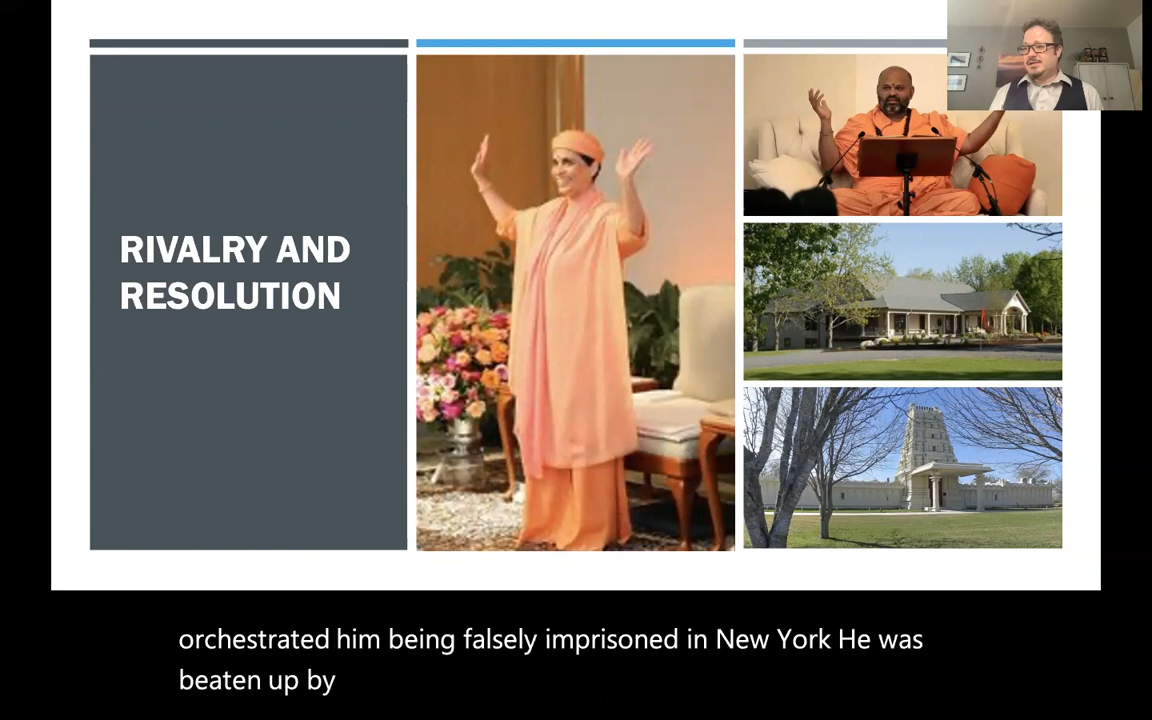 RIVALRY AND
RESOLUTION
orchestrated him being falsely imprisoned in New York He was
beaten up by